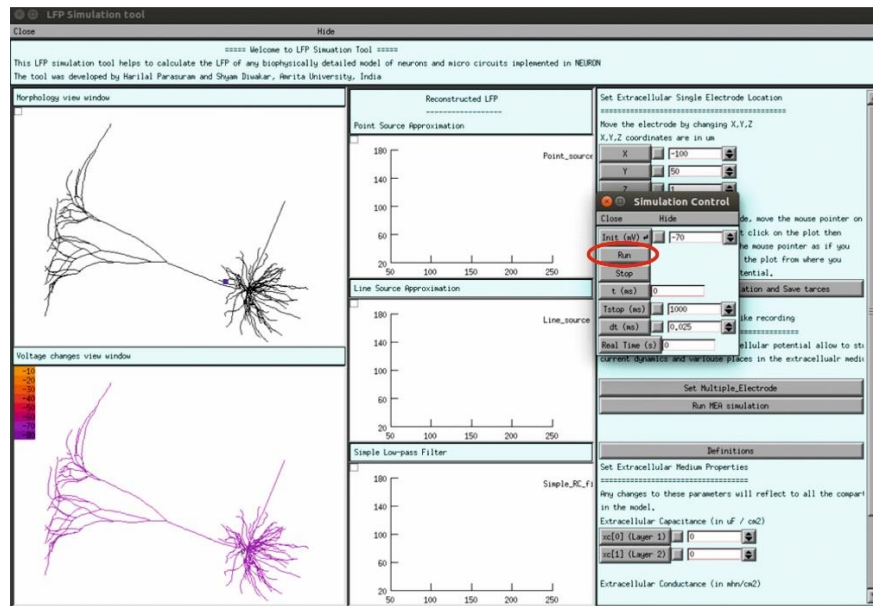 LFP Simulation tool
Close Hide
===== Welcome to LFP Simuation Tool =====
This LFP simulation tool helps to calculate the LFP of any biophysically detailed model of neurons and micro circuits implemented in NEURON
The tool was developed by Harilal Parasuram and Shyam Diwakar, Amrita University, India
Morphology view window
Voltage changes view window
-10
-20
-30
Reconstructed LFP
------------------
Point Source Approximation
180
Point_source
140
100
60
20
50 100 150 200 250
Line Source Approximation
180
Line_source
140
100
60
20
50 100 150 200 250
Simple Low-pass Filter
180
Simple_RC_fi
140
100
60
20
50 100 150 200 250
Set Extracellular Single Electrode Location
Move the electrode by changing X,Y,Z
X,Y,Z coordinates are in um
X -100
Y 50
Z 1
de, move the mouse pointer on
t click on the plot then
he mouse pointer as if you
the plot from where you
tential.
ation and Save tarces
ike recording
ellular potential allow to stu
current dynamics and variouse places in the extracellualr medi
Simulation Control
Close Hide
Init (mV) -70
Run
Stop
t (ms) 0
Tstop (ms) 1000
dt (ms) 0.025
Real Time (s) 0
Set Multiple_Electrode
Run MEA simulation
Definitions
Set Extracellular Medium Properties
Any changes to these parameters will reflect to all the compart
in the model.
Extracellular Capacitance (in uF / cm2)
xc[0] (Layer 1) 0
xc[1] (Layer 2) 0
Extracellular Conductance (in mhn/cm2)